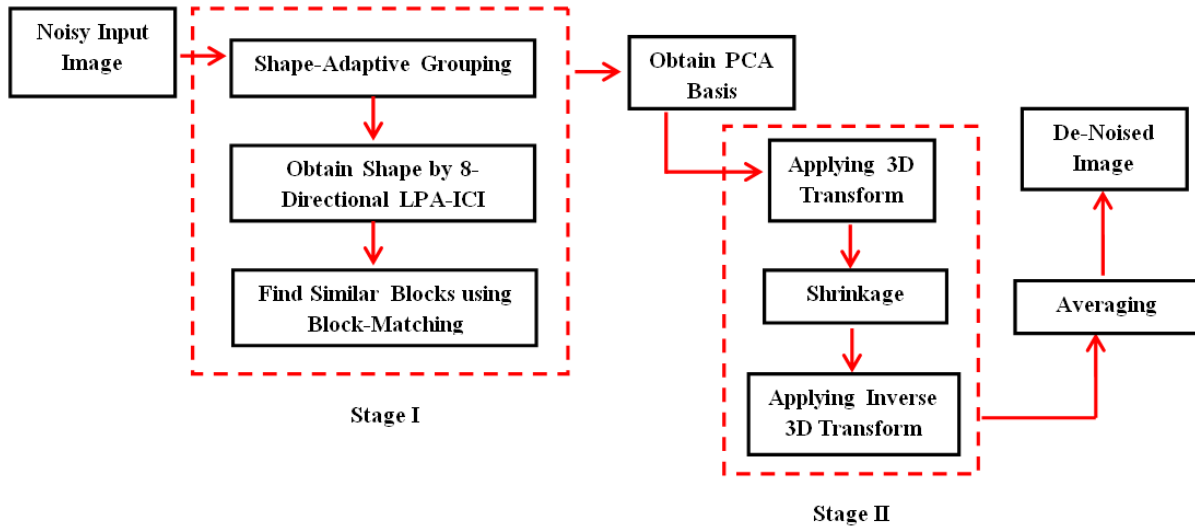 Noisy Input
Image
Shape-Adaptive Grouping
Obtain Shape by 8-
Directional LPA-ICI
Find Similar Blocks using
Block-Matching
Stage I
Obtain PCA
Basis
Applying 3D
Transform
Shrinkage
Applying Inverse
3D Transform
Stage II
Averaging
De-Noised
Image